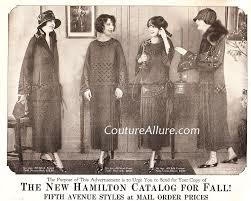 CoutureAllure.com
The Purpose of This Advertisement is to Urge You to Send for Your Copy of
THE NEW HAMILTON CATALOG FOR FALL!
FIFTH AVENUE STYLES at MAIL ORDER PRICES